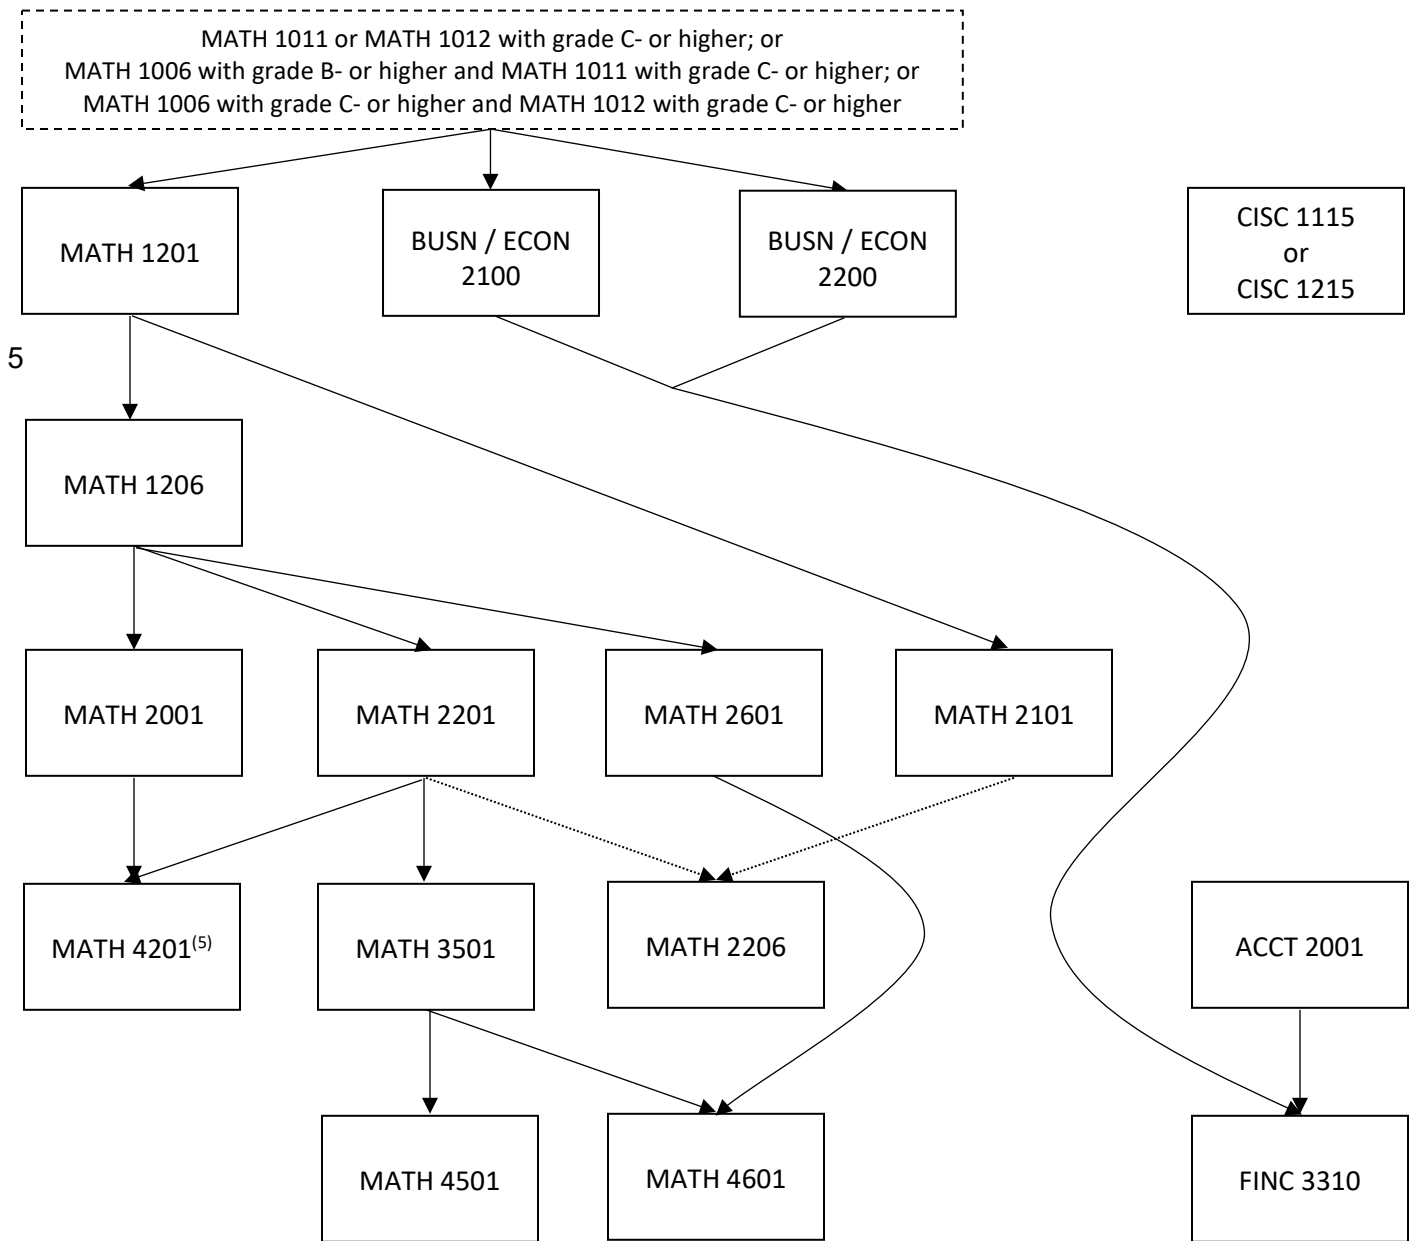 MATH 1011 or MATH 1012 with grade C- or higher; or
MATH 1006 with grade B- or higher and MATH 1011 with grade C- or higher; or
MATH 1006 with grade C- or higher and MATH 1012 with grade C- or higher
MATH 1201
BUSN / ECON
2100
BUSN / ECON
2200
CISC 1115
or
CISC 1215
5
MATH 1206
MATH 2001
MATH 2201
MATH 2601
MATH 2101
MATH 4201(5)
MATH 3501
MATH 2206
ACCT 2001
MATH 4501
MATH 4601
FINC 3310